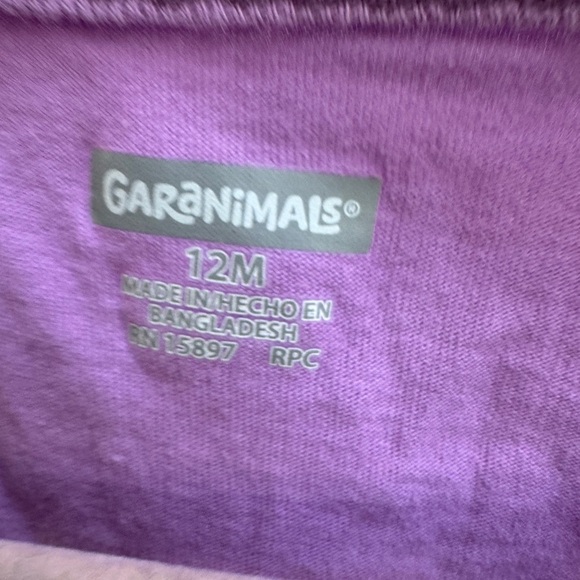 GARANiMALS®
12M
MADE IN/HECHO EN
BANGLADESH
RN 15897 RPC